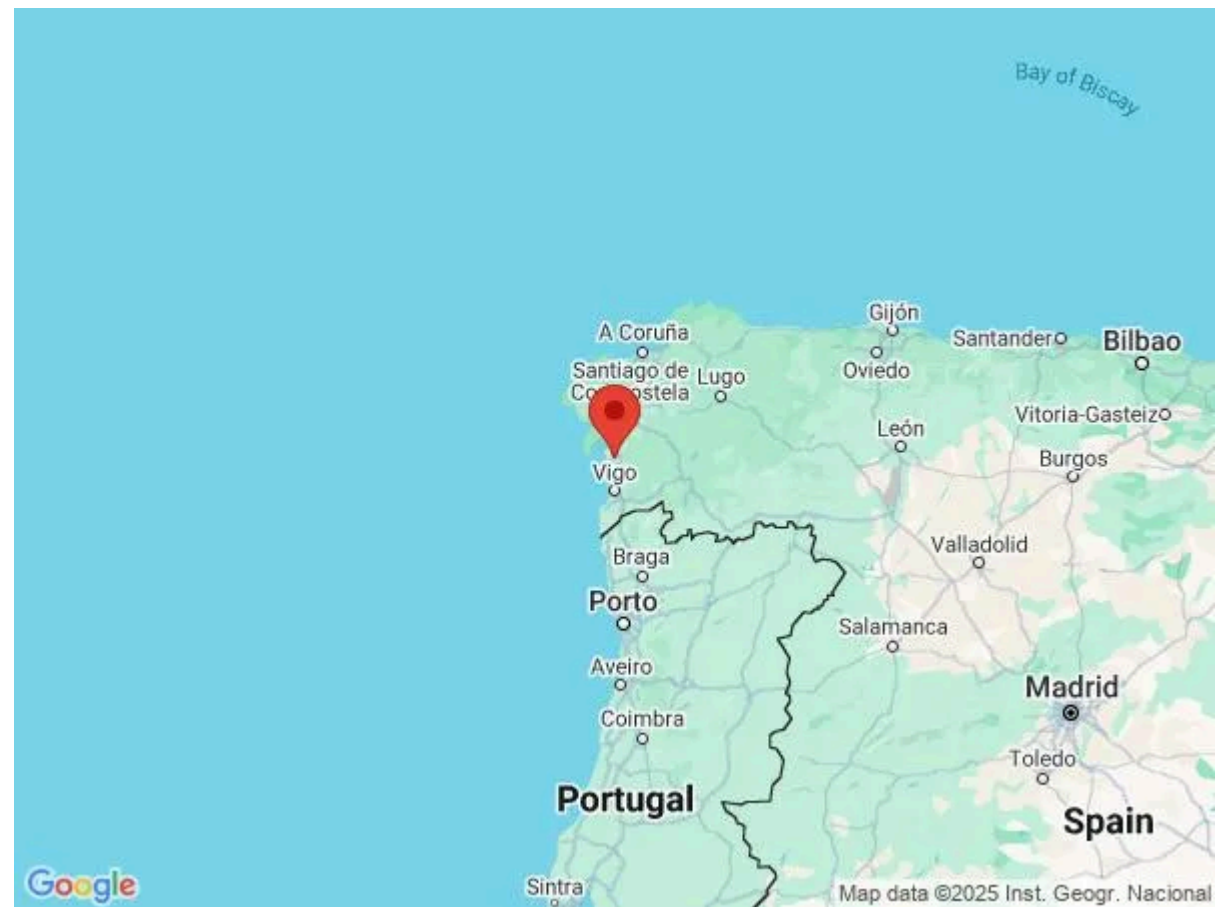 Bay of Biscay
Gijón
A Coruña
Santander
Bilbao
Santiago de
Compostela
Lugo
Oviedo
Vitoria-Gasteiz
León
Burgos
Vigo
Valladolid
Braga
Porto
Salamanca
Aveiro
Madrid
Coimbra
Toledo
Portugal
Spain
Sintra
Google
Map data ©2025 Inst. Geogr. Nacional